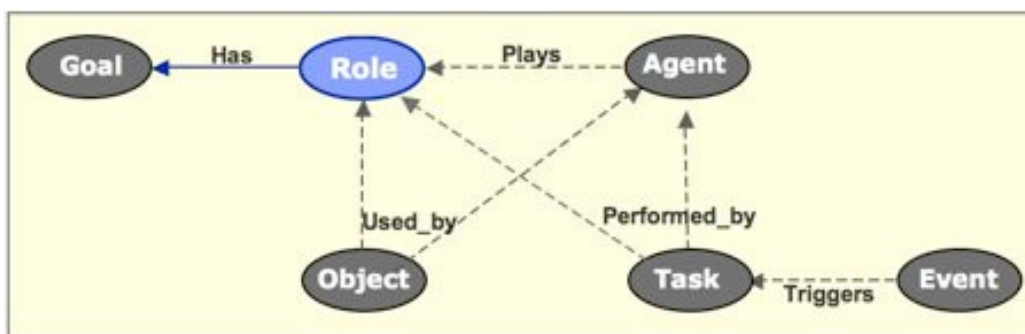 Goal
Has
Role
Plays
Agent
Used_by
Performed_by
Object
Task
Triggers
Event